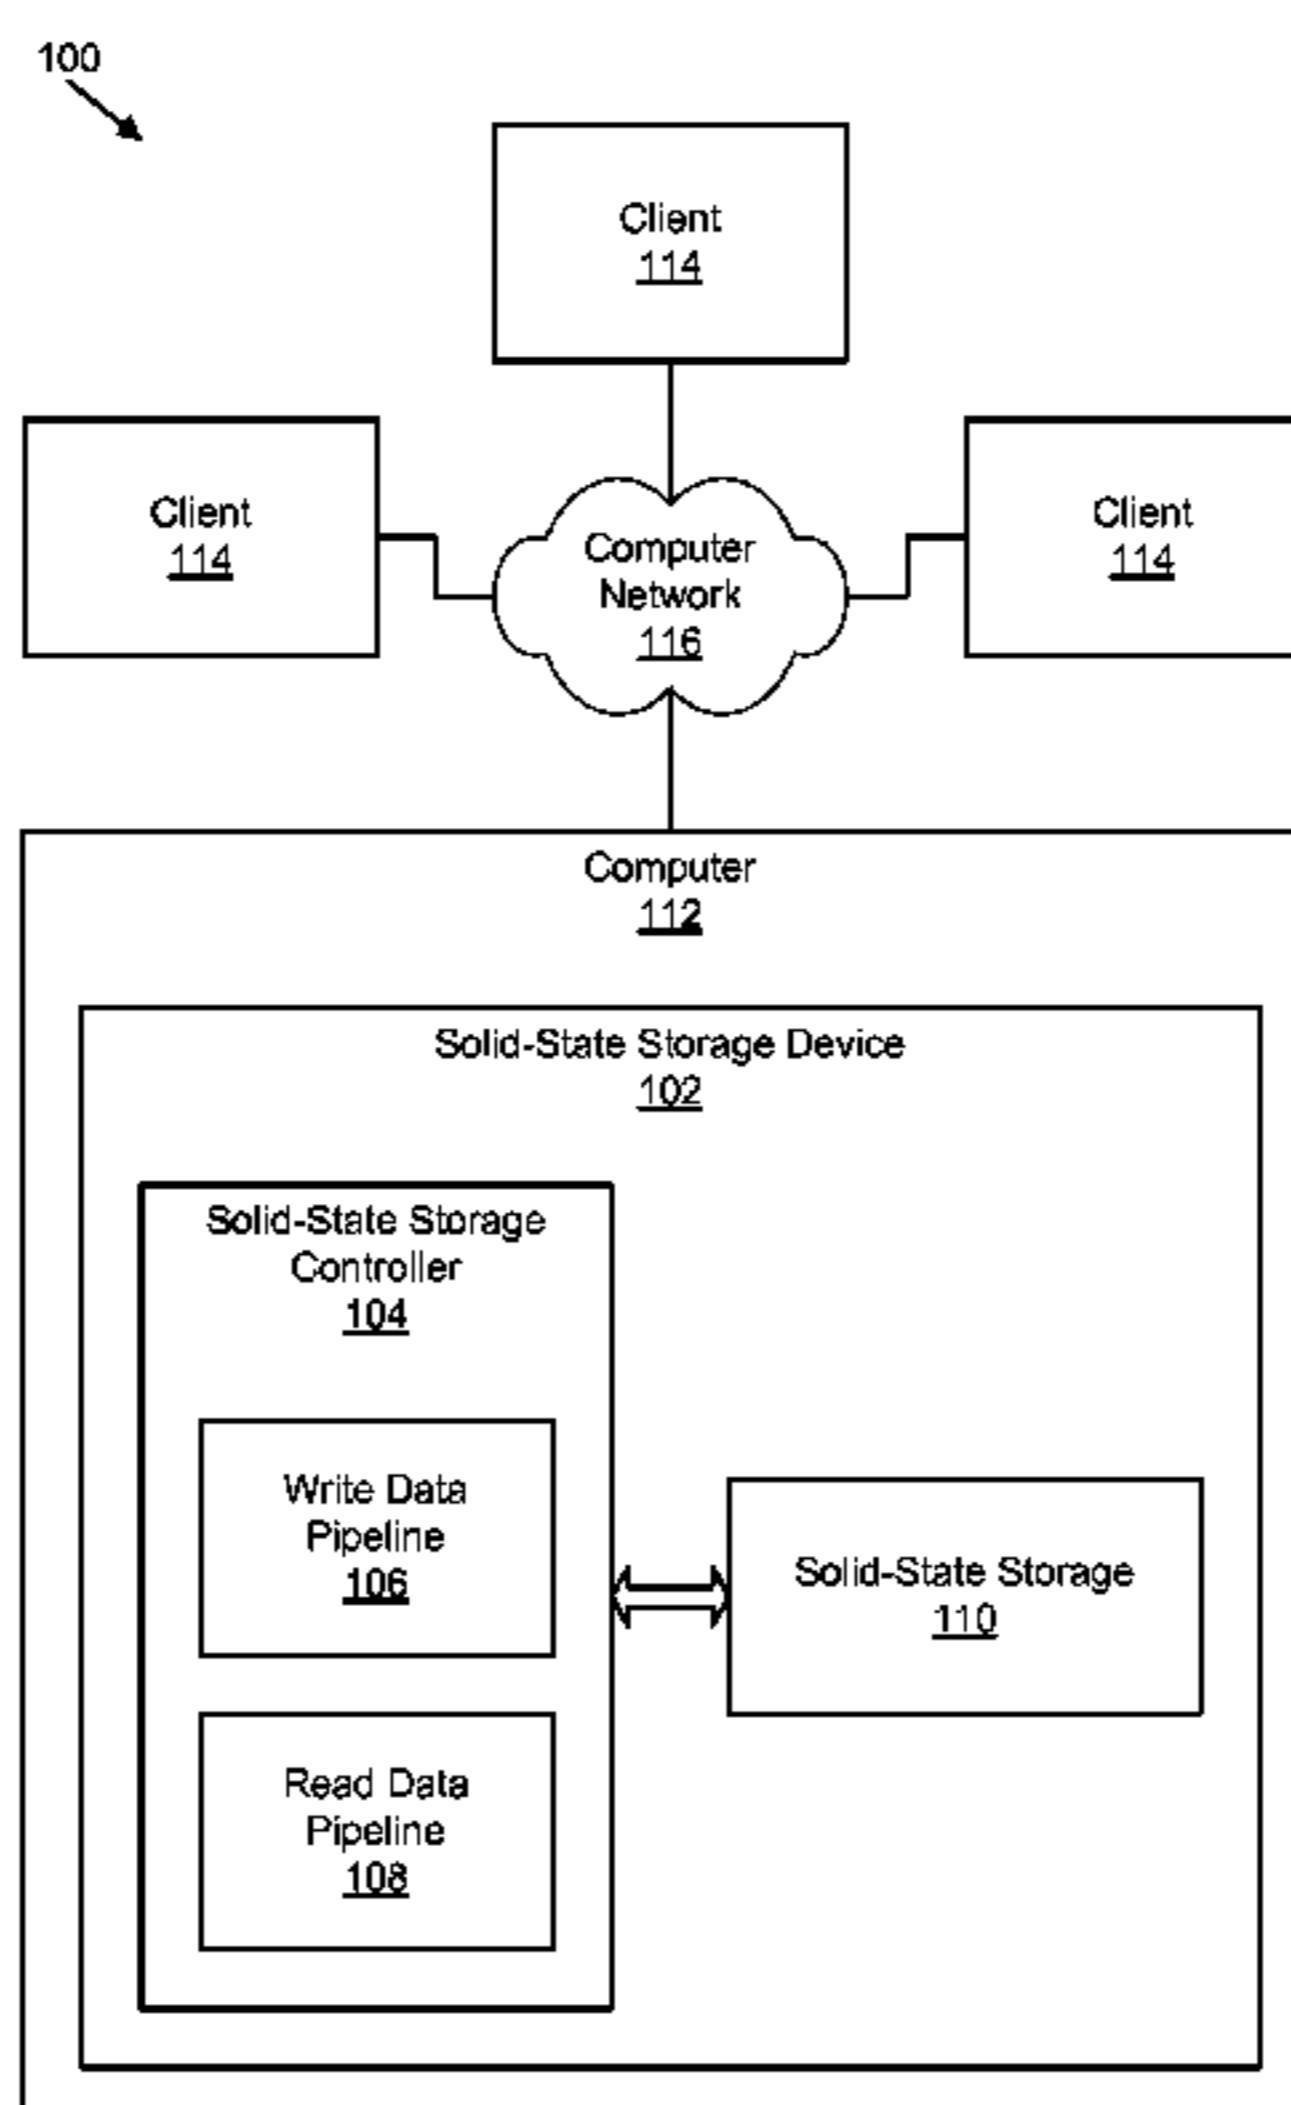 100
Client
114
Client
114
Client
114
Computer
Network
116
Computer
112
Solid-State Storage Device
102
Solid-State Storage
Controller
104
Write Data
Pipeline
106
Solid-State Storage
110
Read Data
Pipeline
108